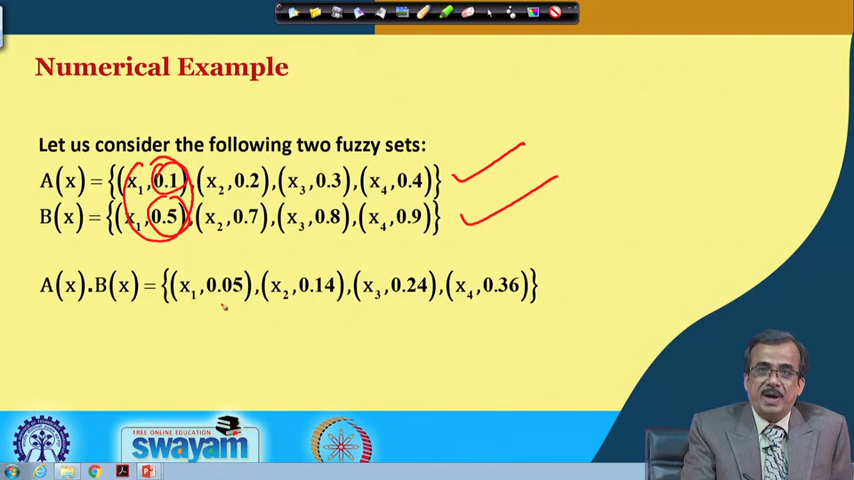 Numerical Example
Let us consider the following two fuzzy sets:
A(x) = {(x₁,0.1),(x₂,0.2),(x₃,0.3),(x₄,0.4)}
B(x) = {(x₁,0.5),(x₂,0.7),(x₃,0.8),(x₄,0.9)}
A(x).B(x) = {(x₁,0.05),(x₂,0.14),(x₃,0.24),(x₄,0.36)}
FREE ONLINE EDUCATION
swayam